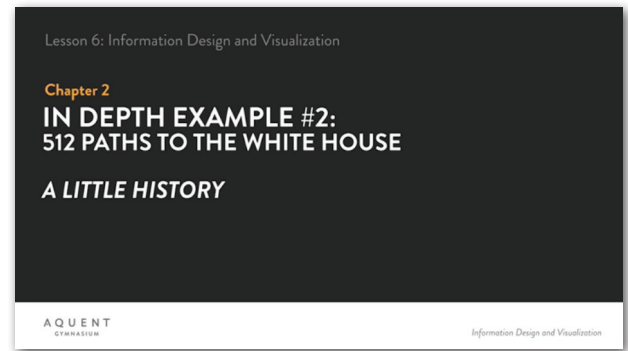 Lesson 6: Information Design and Visualization
Chapter 2
IN DEPTH EXAMPLE #2:
512 PATHS TO THE WHITE HOUSE
A LITTLE HISTORY
AQUENT
GYMNASIUM
Information Design and Visualization